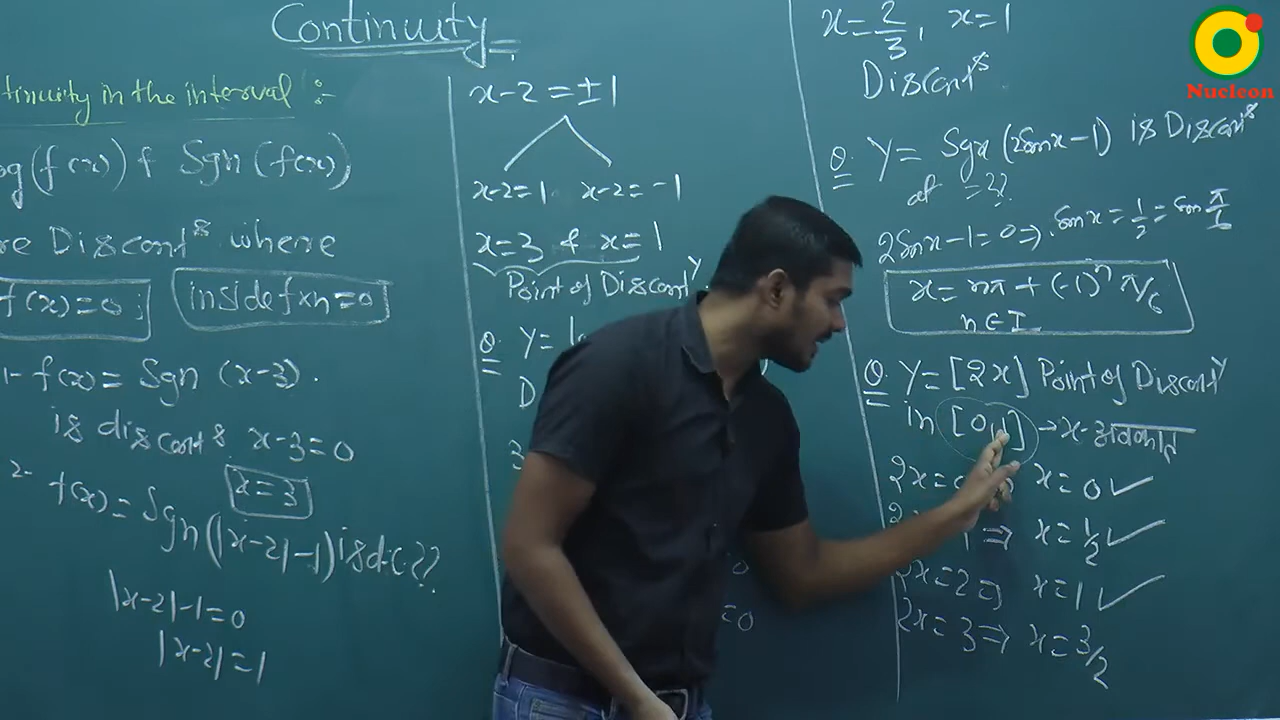 Continuity
tinuity in the interval :-
og(f(x)) & Sgn(f(x))
re Discont^s where
f(x)=0 ; inside fxn=0
1- f(x)= Sgn (x-3).
is discont^s x-3=0
x=3
2- f(x)= Sgn(|x-2|-1) is d.c.??
|x-2|-1=0
|x-2|=1
x-2=±1
x-2=1 x-2=-1
x=3 & x=1
Point of Discont^y
Q. Y=
D
3
=0
x=2/3, x=1
Discont^s
Q. Y= Sgn (2Sinx-1) is Discont^s
at =??
2Sinx-1=0⇒ Sinx=1/2=Sin π/6
x=nπ+(-1)^n π/6
n∈I
Q. Y=[2x] Point of Discont^y
in [0,1] →x-अवकाश
2x= x=0✓
1 ⇒ x=1/2✓
2x=2⇒ x=1✓
2x=3⇒ x=3/2
Nucleon